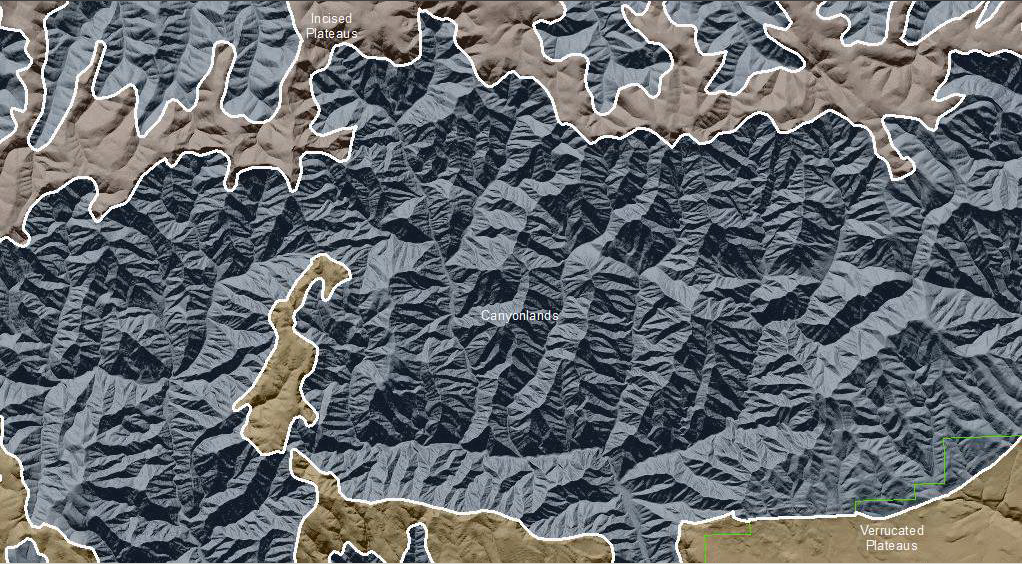 Incised
Plateaus
Canyonlands
Verrucated
Plateaus